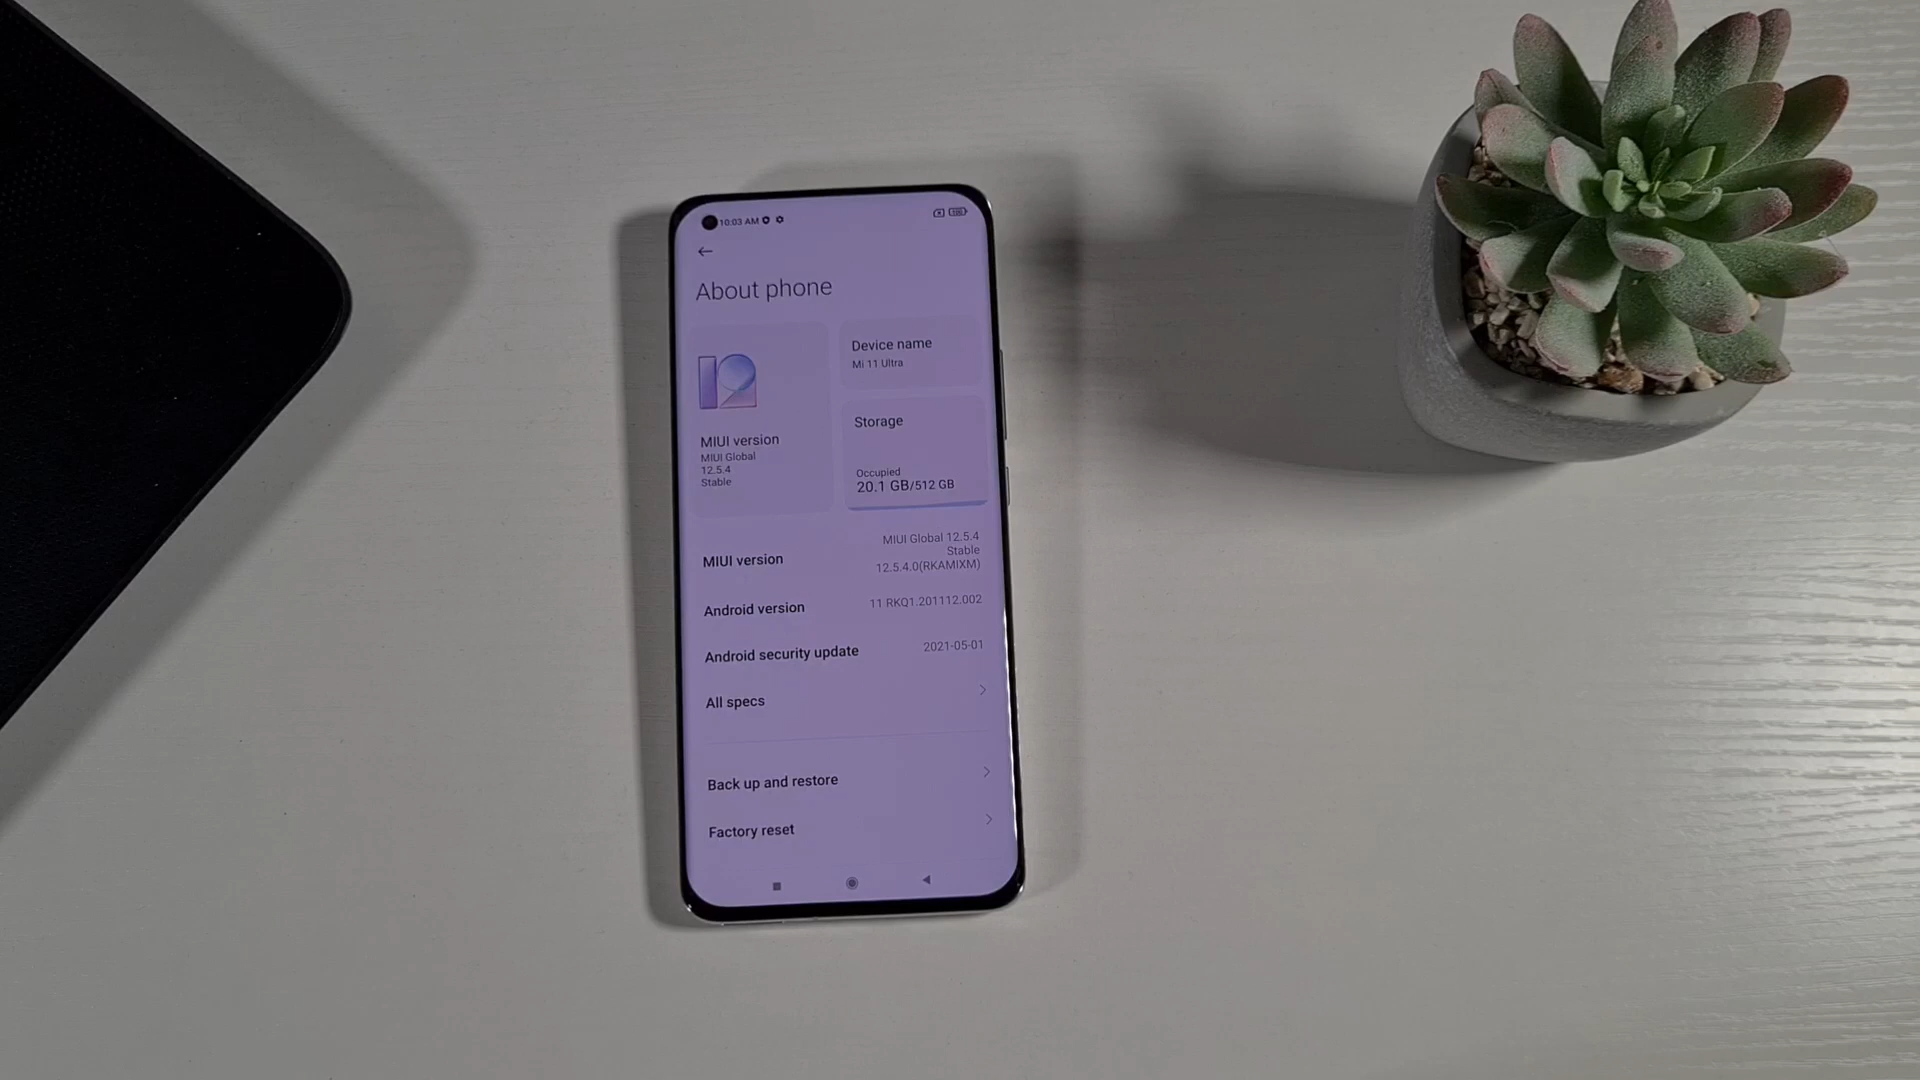 10:03 AM
100
About phone
Device name
Mi 11 Ultra
MIUI version
MIUI Global
12.5.4
Stable
Storage
Occupied
20.1 GB/512 GB
MIUI version
MIUI Global 12.5.4
Stable
12.5.4.0(RKAMIXM)
Android version
11 RKQ1.201112.002
Android security update
2021-05-01
All specs
Back up and restore
Factory reset